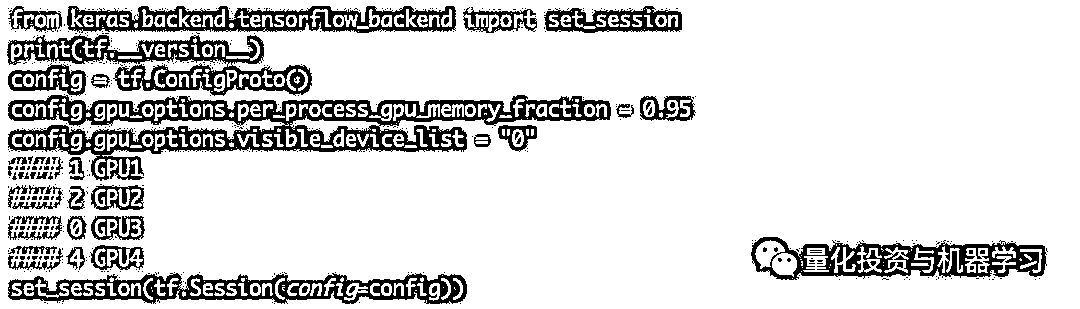 from keras.backend.tensorflow_backend import set_session
print(tf.__version__)
config = tf.ConfigProto()
config.gpu_options.per_process_gpu_memory_fraction = 0.95
config.gpu_options.visible_device_list = "0"
#### 1 GPU1
#### 2 GPU2
#### 0 GPU3
#### 4 GPU4
量化投资与机器学习
set_session(tf.Session(config=config))